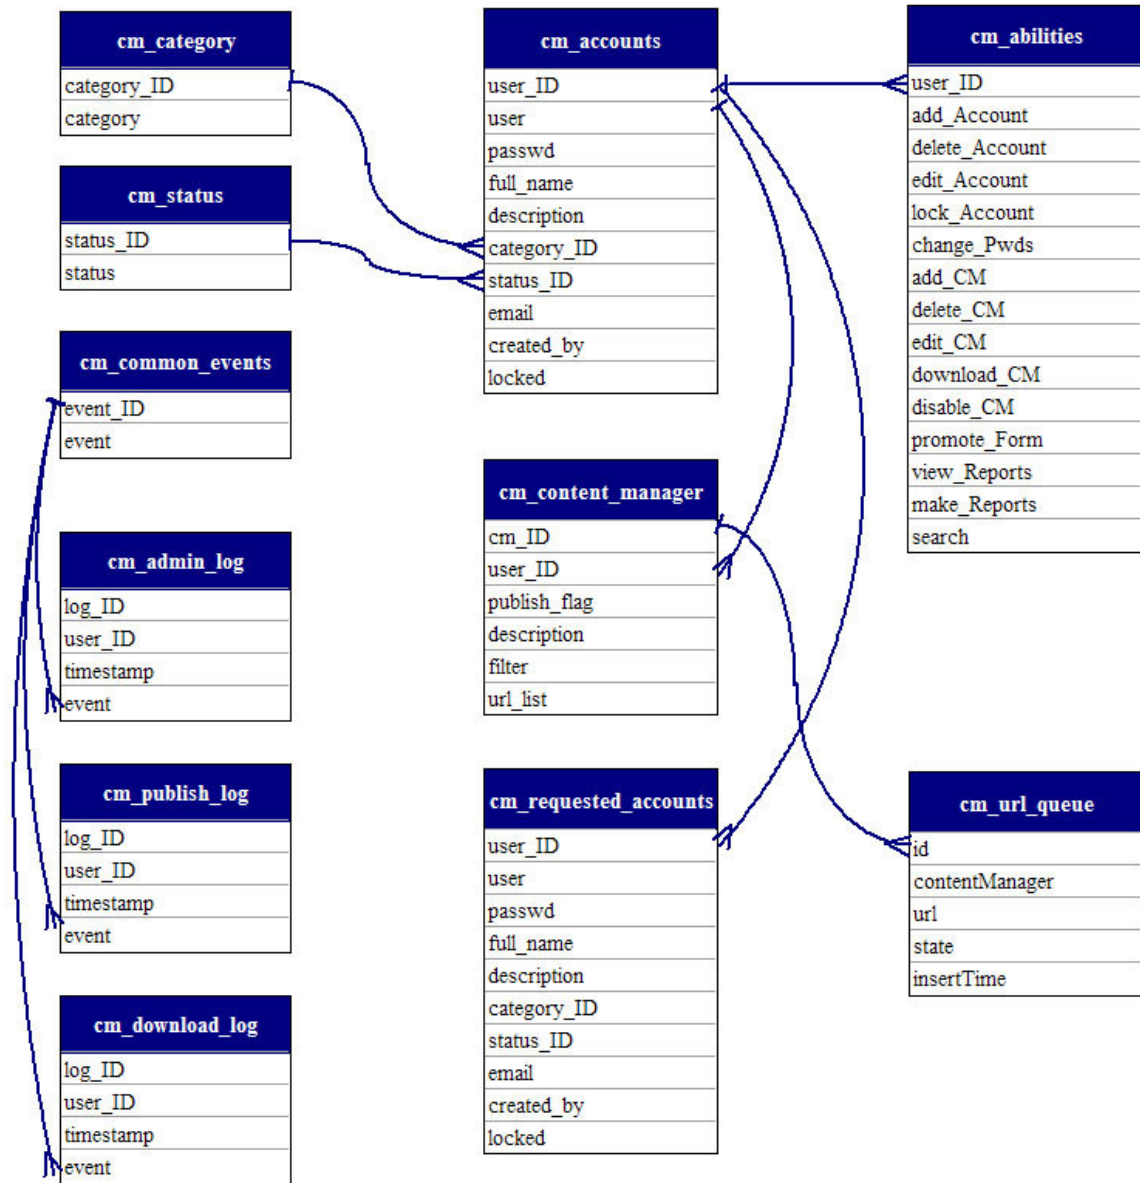 cm_category
category_ID
category
cm_status
status_ID
status
cm_common_events
event_ID
event
cm_admin_log
log_ID
user_ID
timestamp
event
cm_publish_log
log_ID
user_ID
timestamp
event
cm_download_log
log_ID
user_ID
timestamp
event
cm_accounts
user_ID
user
passwd
full_name
description
category_ID
status_ID
email
created_by
locked
cm_content_manager
cm_ID
user_ID
publish_flag
description
filter
url_list
cm_requested_accounts
user_ID
user
passwd
full_name
description
category_ID
status_ID
email
created_by
locked
cm_abilities
user_ID
add_Account
delete_Account
edit_Account
lock_Account
change_Pwds
add_CM
delete_CM
edit_CM
download_CM
disable_CM
promote_Form
view_Reports
make_Reports
search
cm_url_queue
id
contentManager
url
state
insertTime